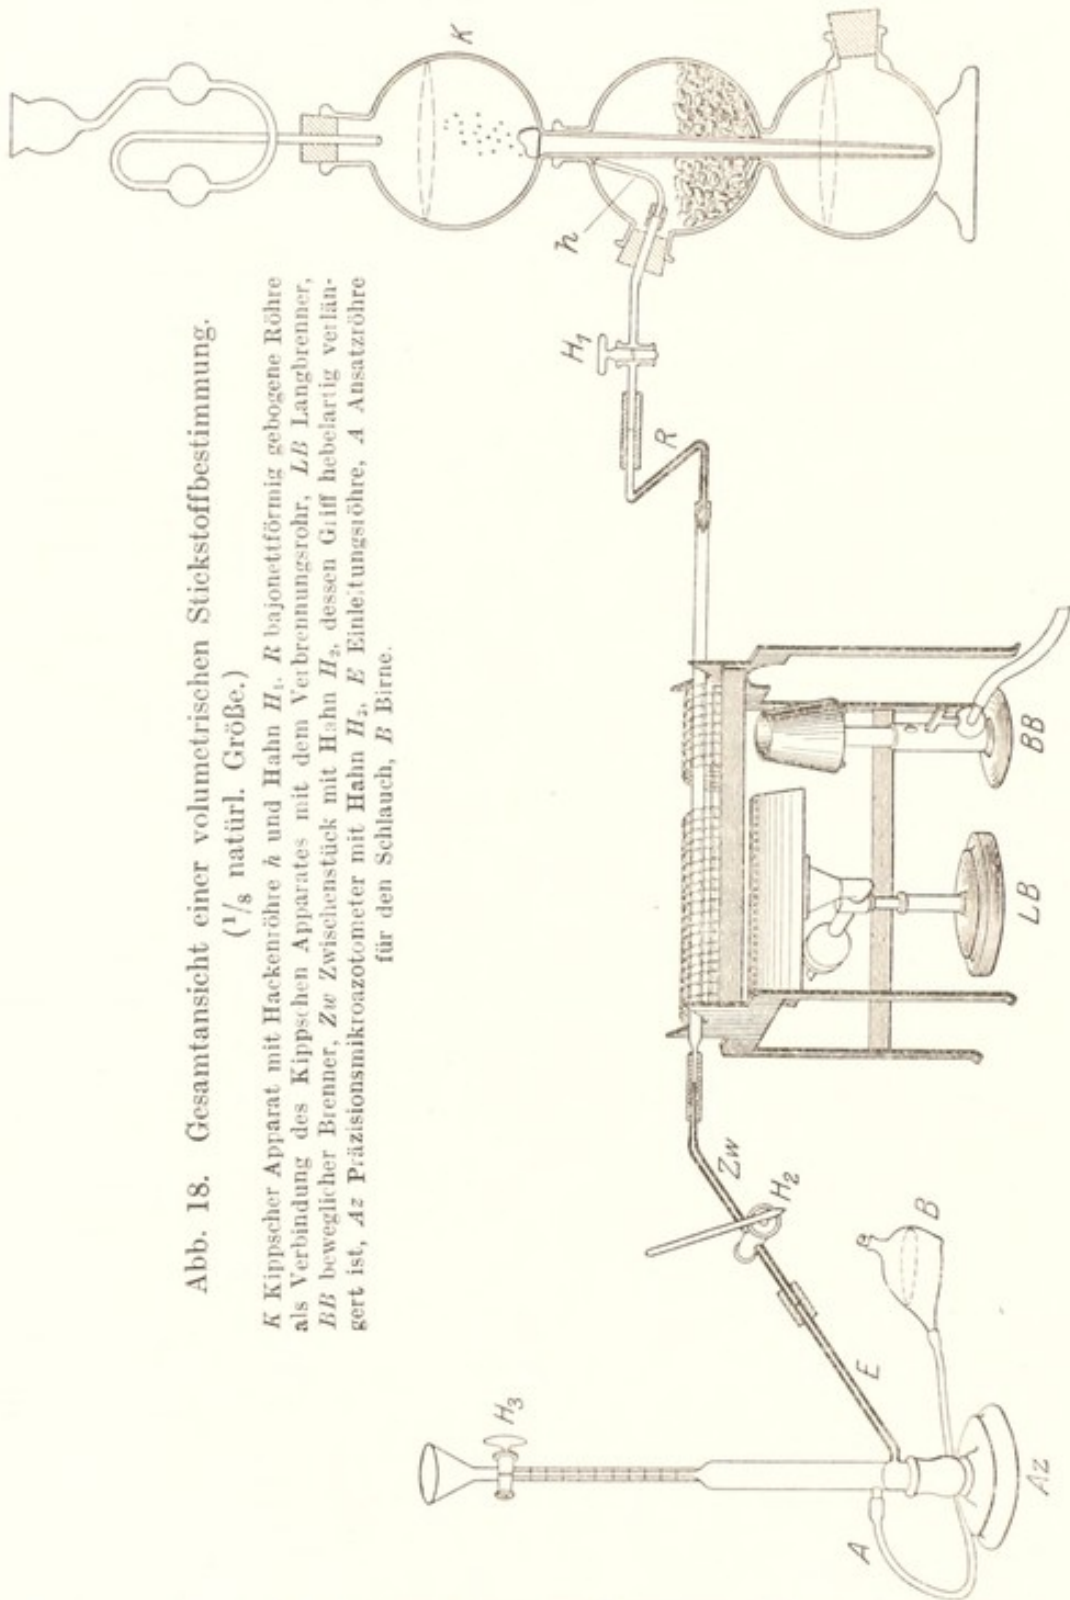 Abb. 18. Gesamtansicht einer volumetrischen Stickstoffbestimmung.
(1/8 natürl. Größe.)
K Kippscher Apparat mit Hackenröhre h und Hahn H1, R bajonettförmig gebogene Röhre
als Verbindung des Kippschen Apparates mit dem Verbrennungsrohr, LB Langbrenner,
BB beweglicher Brenner, Zw Zwischenstück mit Hahn H2, dessen Griff hebelartig verlän-
gert ist, Az Präzisionsmikroazotometer mit Hahn H3, E Einleitungsröhre, A Ansatzröhre
für den Schlauch, B Birne.
K
h
H1
R
BB
LB
Zw
H2
B
E
H3
A
Az